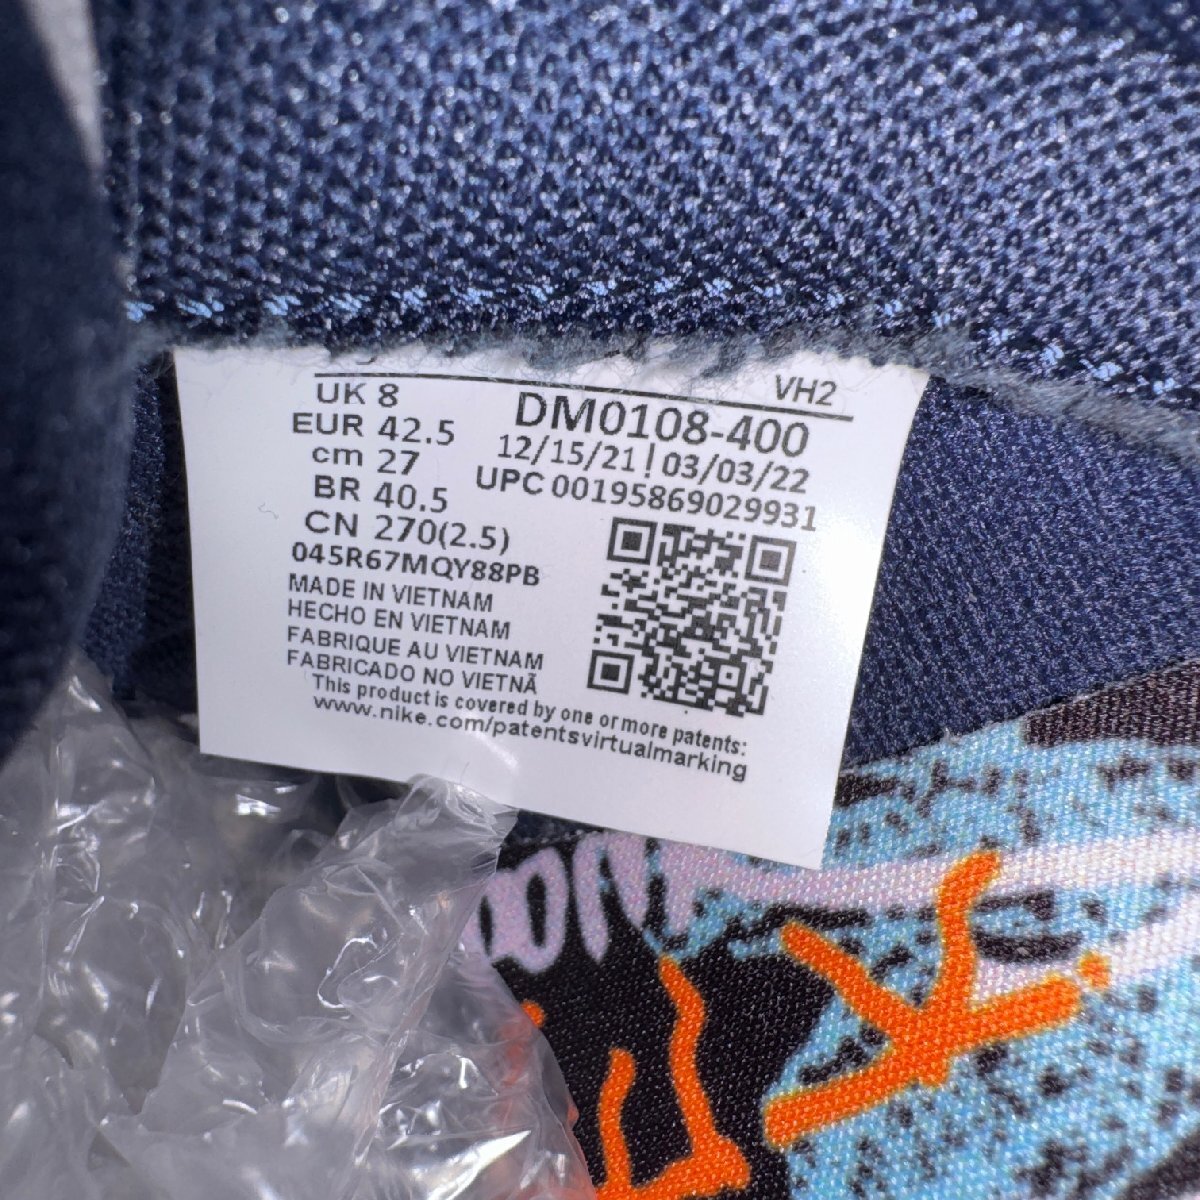 VH2
UK 8
EUR 42.5
cm 27
BR 40.5
CN 270(2.5)
045R67MQY88PB
DM0108-400
12/15/21 | 03/03/22
UPC 00195869029931
MADE IN VIETNAM
HECHO EN VIETNAM
FABRIQUE AU VIETNAM
FABRICADO NO VIETNÃ
This product is covered by one or more patents:
www.nike.com/patentsvirtualmarking